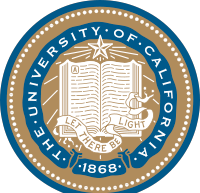 THE·UNIVERSITY·OF·CALIFORNIA
A
LET THERE BE
LIGHT
·1868·